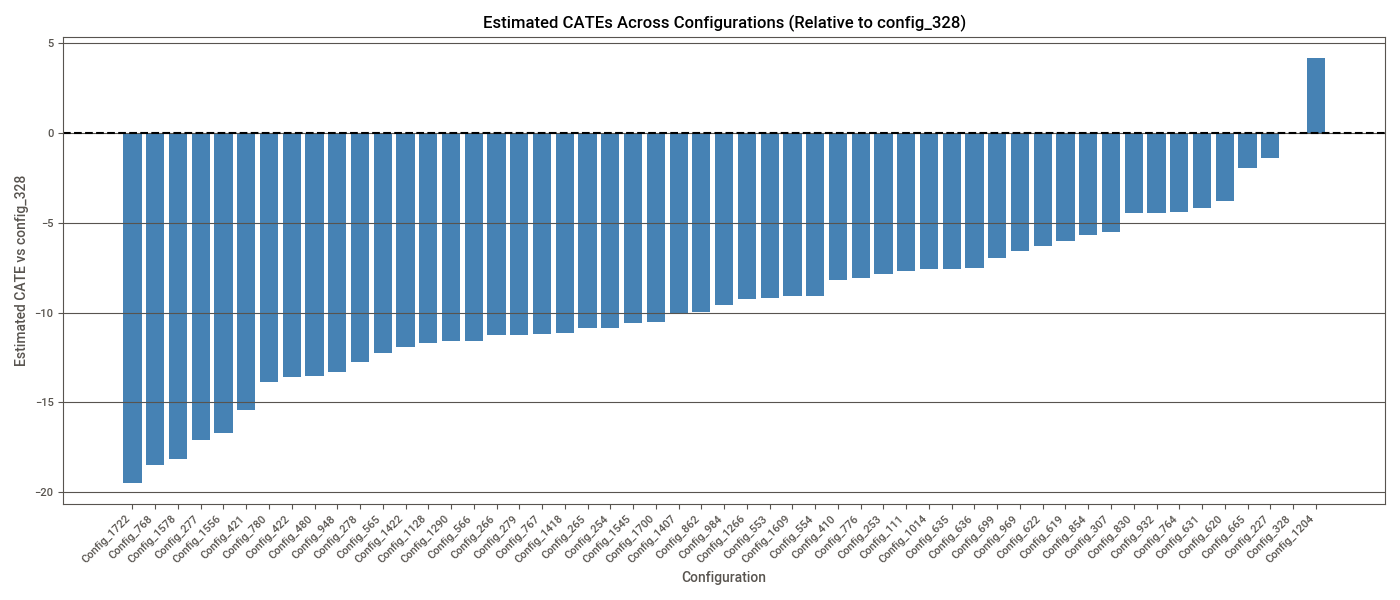 Estimated CATEs Across Configurations (Relative to config_328)
Estimated CATE vs config_328
5
0
−5
−10
−15
−20
Config_1722
Config_768
Config_1578
Config_277
Config_1556
Config_421
Config_780
Config_422
Config_480
Config_948
Config_278
Config_565
Config_1422
Config_1128
Config_1290
Config_566
Config_266
Config_279
Config_767
Config_1418
Config_265
Config_254
Config_1545
Config_1700
Config_1407
Config_862
Config_984
Config_1266
Config_553
Config_1609
Config_554
Config_410
Config_776
Config_253
Config_111
Config_1014
Config_635
Config_636
Config_699
Config_969
Config_622
Config_619
Config_854
Config_307
Config_830
Config_932
Config_764
Config_631
Config_620
Config_665
Config_227
Config_328
Config_1204
Configuration